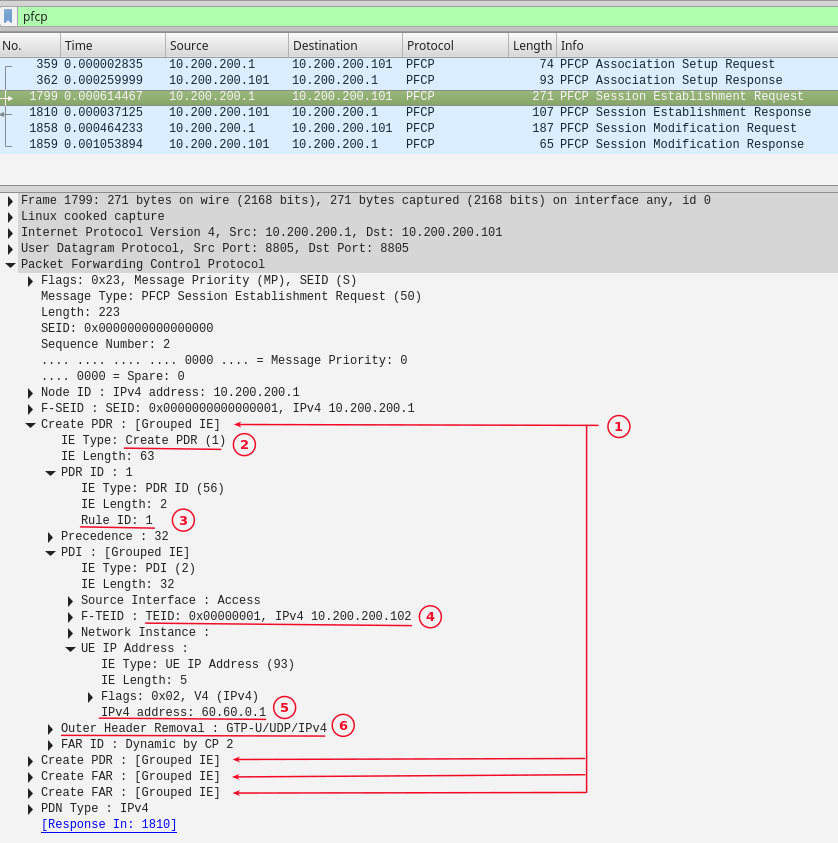 pfcp
No. Time Source Destination Protocol Length Info
359 0.000002835 10.200.200.1 10.200.200.101 PFCP 74 PFCP Association Setup Request
362 0.000259999 10.200.200.101 10.200.200.1 PFCP 93 PFCP Association Setup Response
1799 0.000614467 10.200.200.1 10.200.200.101 PFCP 271 PFCP Session Establishment Request
1810 0.000037125 10.200.200.101 10.200.200.1 PFCP 107 PFCP Session Establishment Response
1858 0.000464233 10.200.200.1 10.200.200.101 PFCP 187 PFCP Session Modification Request
1859 0.001053894 10.200.200.101 10.200.200.1 PFCP 65 PFCP Session Modification Response
Frame 1799: 271 bytes on wire (2168 bits), 271 bytes captured (2168 bits) on interface any, id 0
Linux cooked capture
Internet Protocol Version 4, Src: 10.200.200.1, Dst: 10.200.200.101
User Datagram Protocol, Src Port: 8805, Dst Port: 8805
Packet Forwarding Control Protocol
Flags: 0x23, Message Priority (MP), SEID (S)
Message Type: PFCP Session Establishment Request (50)
Length: 223
SEID: 0x0000000000000000
Sequence Number: 2
.... .... .... .... 0000 .... = Message Priority: 0
.... 0000 = Spare: 0
Node ID : IPv4 address: 10.200.200.1
F-SEID : SEID: 0x0000000000000001, IPv4 10.200.200.1
Create PDR : [Grouped IE] 1
IE Type: Create PDR (1) 2
IE Length: 63
PDR ID : 1
IE Type: PDR ID (56)
IE Length: 2
Rule ID: 1 3
Precedence : 32
PDI : [Grouped IE]
IE Type: PDI (2)
IE Length: 32
Source Interface : Access
F-TEID : TEID: 0x00000001, IPv4 10.200.200.102 4
Network Instance :
UE IP Address :
IE Type: UE IP Address (93)
IE Length: 5
Flags: 0x02, V4 (IPv4)
IPv4 address: 60.60.0.1 5
Outer Header Removal : GTP-U/UDP/IPv4 6
FAR ID : Dynamic by CP 2
Create PDR : [Grouped IE]
Create FAR : [Grouped IE]
Create FAR : [Grouped IE]
PDN Type : IPv4
[Response In: 1810]